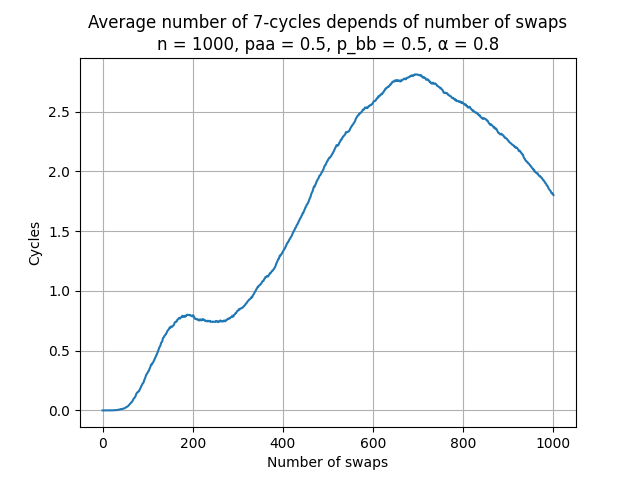 Average number of 7-cycles depends of number of swaps
n = 1000, paa = 0.5, p_bb = 0.5, α = 0.8
2.5
2.0
1.5
1.0
0.5
0.0
Cycles
0 200 400 600 800 1000
Number of swaps